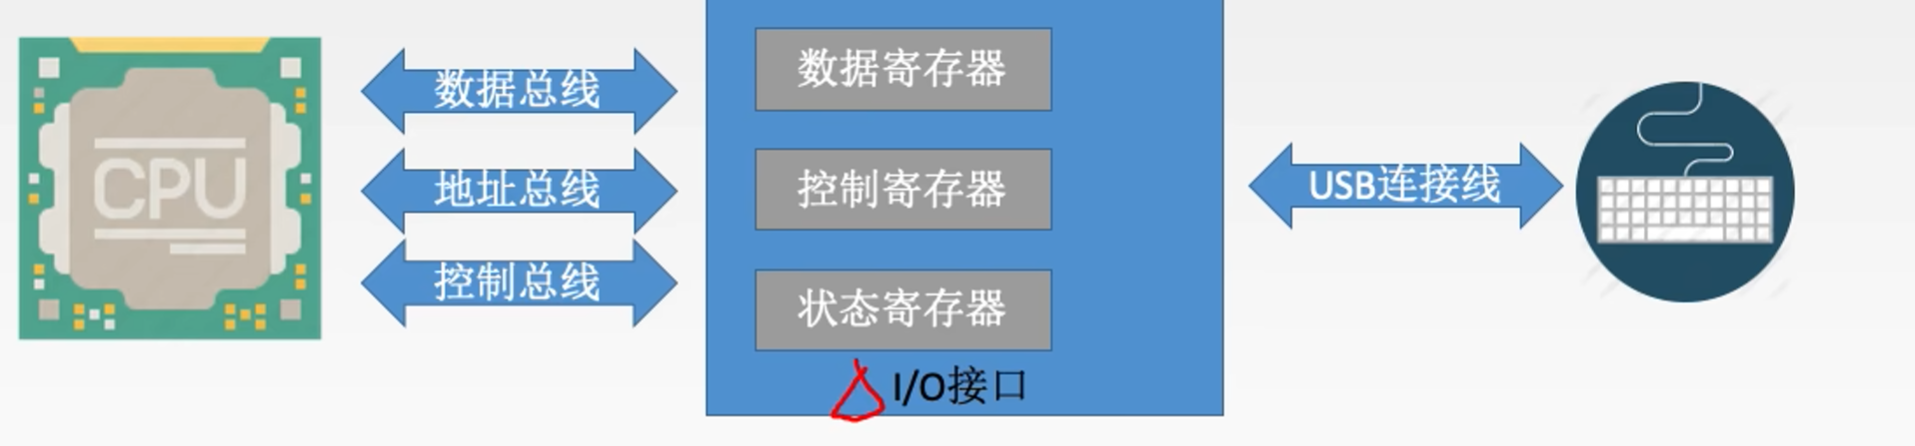 CPU
数据总线
地址总线
控制总线
数据寄存器
控制寄存器
状态寄存器
I/O接口
USB连接线